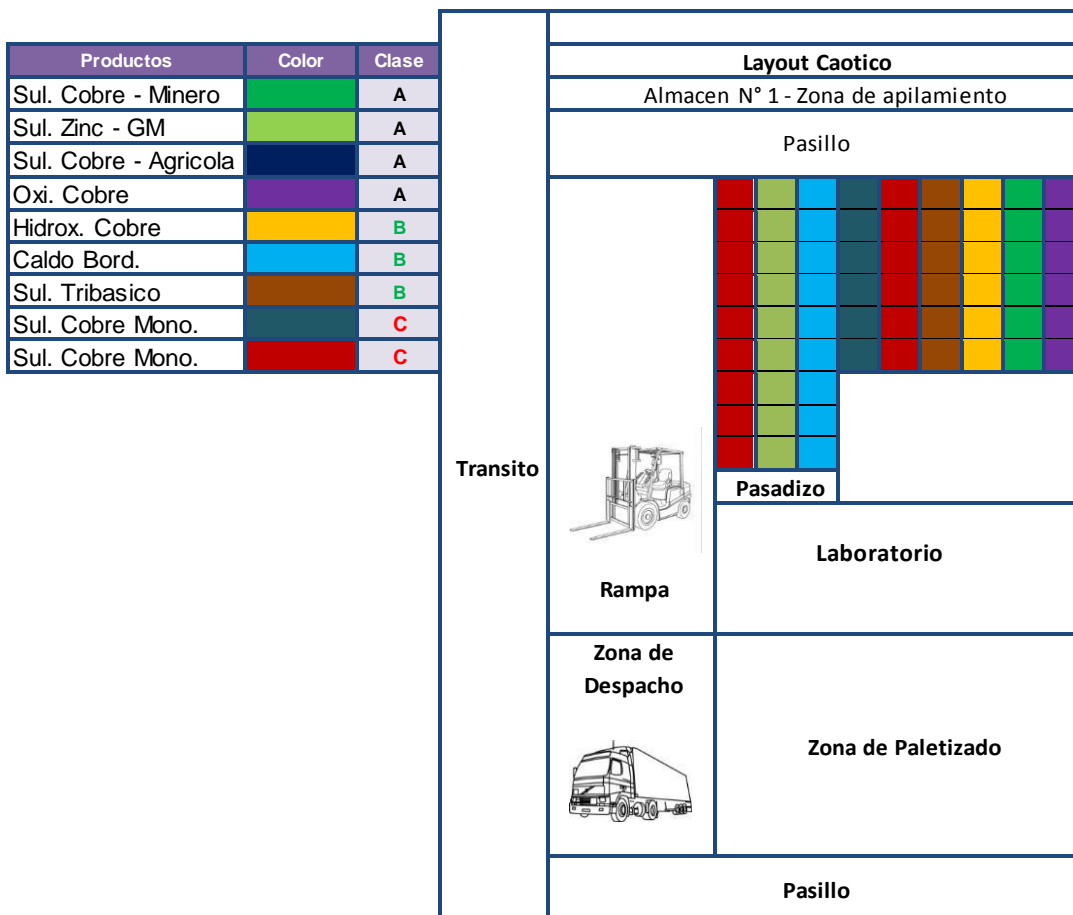 Productos Color Clase
Sul. Cobre - Minero A
Sul. Zinc - GM A
Sul. Cobre - Agricola A
Oxi. Cobre A
Hidrox. Cobre B
Caldo Bord. B
Sul. Tribasico B
Sul. Cobre Mono. C
Sul. Cobre Mono. C
Transito
Layout Caotico
Almacen N° 1 - Zona de apilamiento
Pasillo
Pasadizo
Laboratorio
Rampa
Zona de
Despacho
Zona de Paletizado
Pasillo